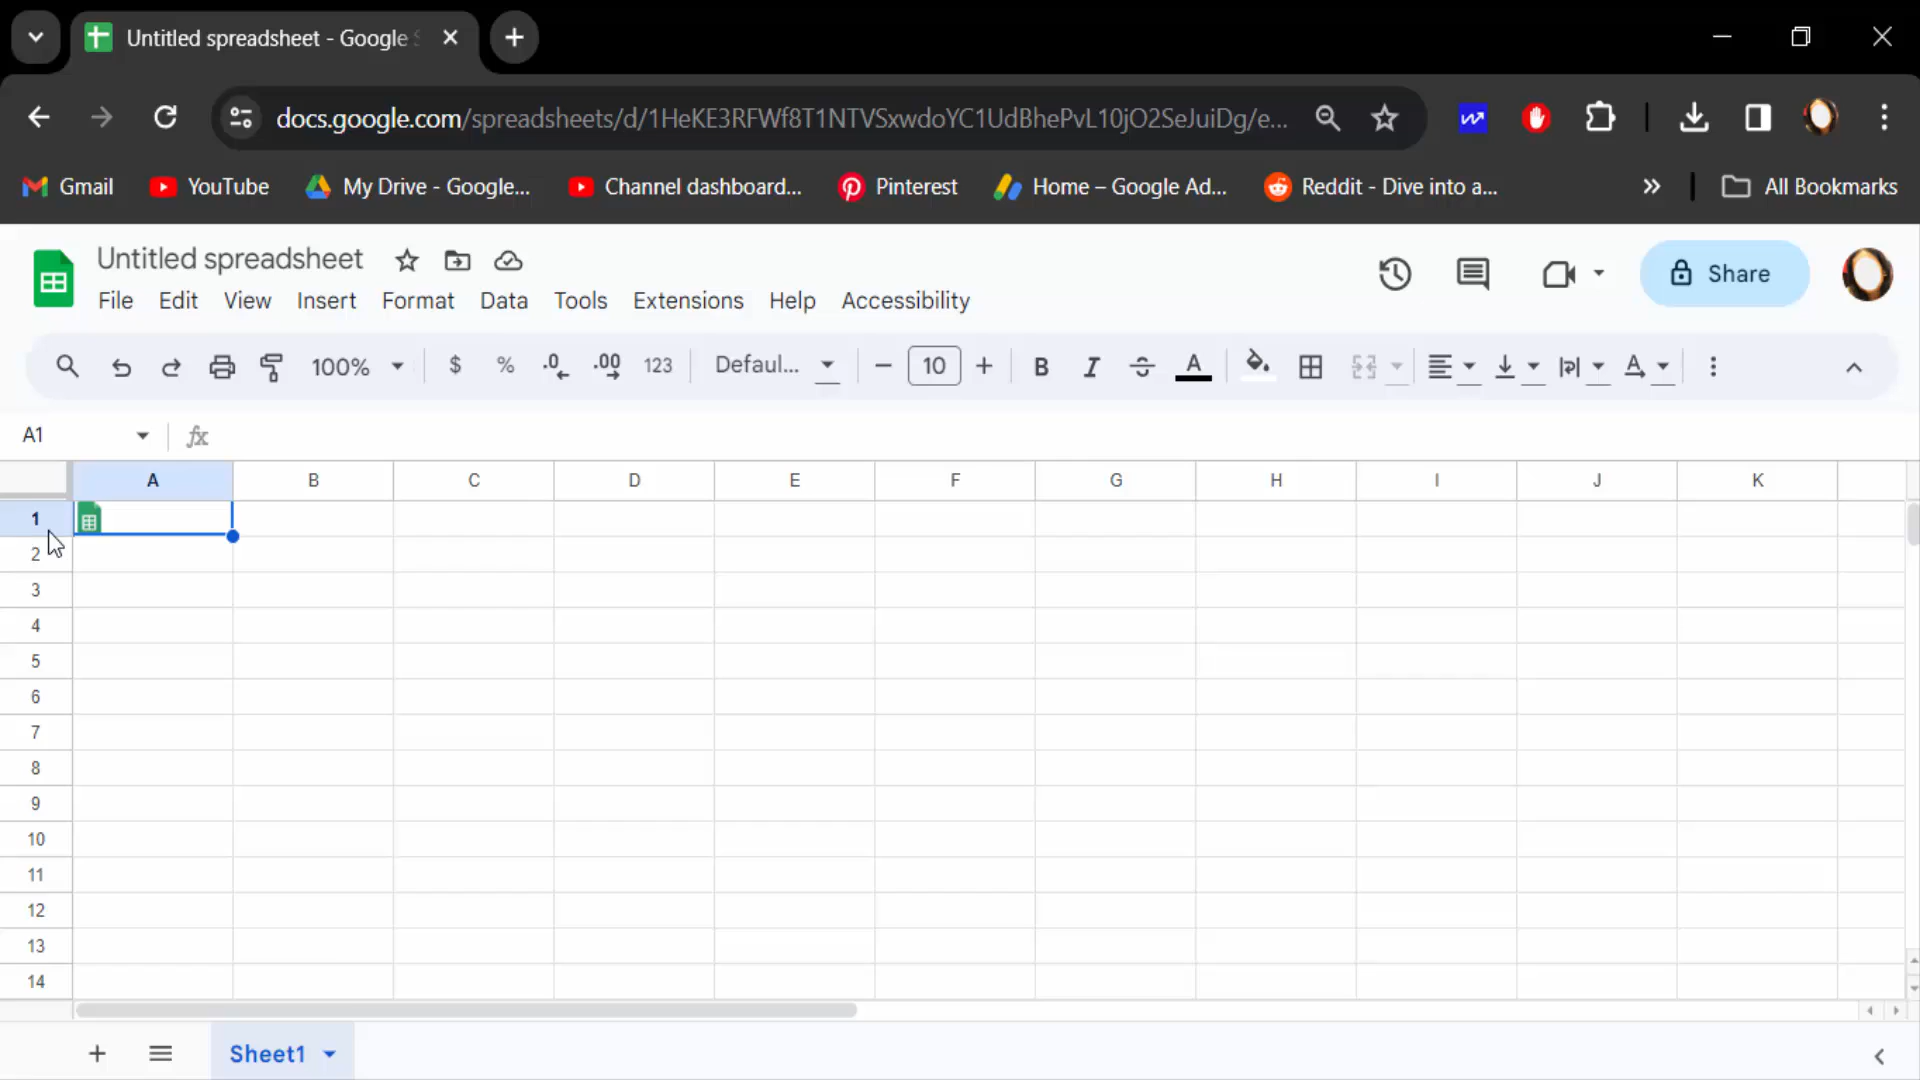 Untitled spreadsheet - Google S
docs.google.com/spreadsheets/d/1HeKE3RFWf8T1NTVSxwdoYC1UdBhePvL10jO2SeJuiDg/e...
Gmail YouTube My Drive - Google... Channel dashboard... Pinterest Home – Google Ad... Reddit - Dive into a... » All Bookmarks
Untitled spreadsheet
Share
File Edit View Insert Format Data Tools Extensions Help Accessibility
100% $ % .0 .00 123 Defaul... 10 B I S A A
A1 fx
A B C D E F G H I J K
1
2
3
4
5
6
7
8
9
10
11
12
13
14
Sheet1